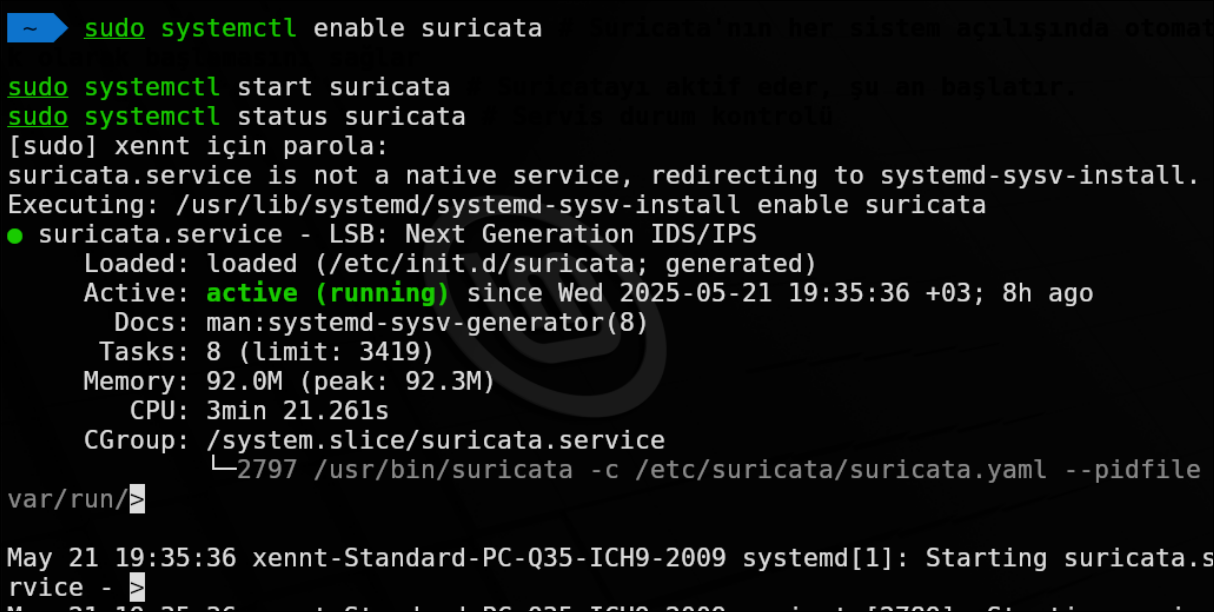 ~ sudo systemctl enable suricata # Suricata'nın her sistem açılışında otomat
sudo systemctl start suricata # Suricatayı aktif eder, şu an başlatır.
sudo systemctl status suricata # Servis durum kontrolü
[sudo] xennt için parola:
suricata.service is not a native service, redirecting to systemd-sysv-install.
Executing: /usr/lib/systemd/systemd-sysv-install enable suricata
● suricata.service - LSB: Next Generation IDS/IPS
Loaded: loaded (/etc/init.d/suricata; generated)
Active: active (running) since Wed 2025-05-21 19:35:36 +03; 8h ago
Docs: man:systemd-sysv-generator(8)
Tasks: 8 (limit: 3419)
Memory: 92.0M (peak: 92.3M)
CPU: 3min 21.261s
CGroup: /system.slice/suricata.service
└─2797 /usr/bin/suricata -c /etc/suricata/suricata.yaml --pidfile
var/run/>
May 21 19:35:36 xennt-Standard-PC-Q35-ICH9-2009 systemd[1]: Starting suricata.s
rvice - >